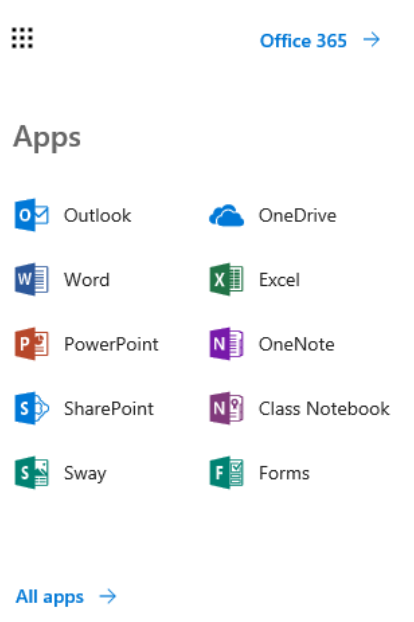 Office 365
Apps
Outlook OneDrive
Word Excel
PowerPoint OneNote
SharePoint Class Notebook
Sway Forms
All apps